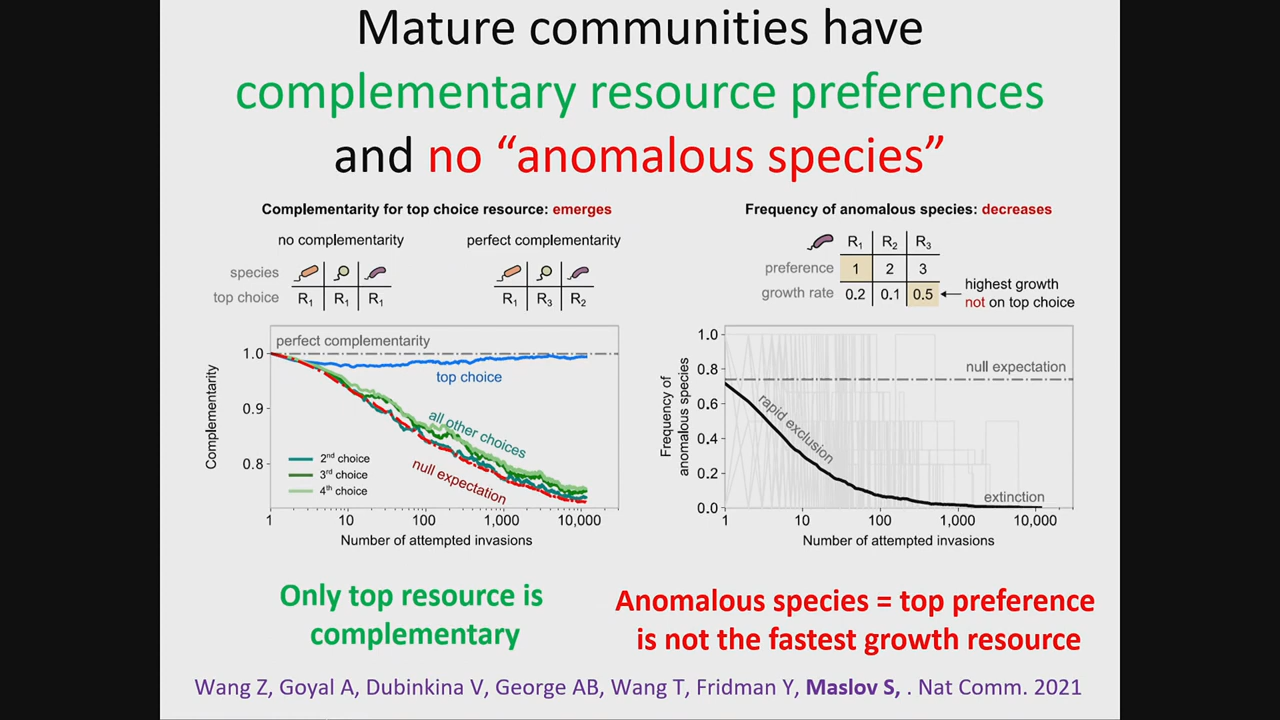 Mature communities have
complementary resource preferences
and no “anomalous species”
Complementarity for top choice resource: emerges
no complementarity perfect complementarity
species
top choice R1 R1 R1 R1 R3 R2
perfect complementarity
top choice
all other choices
null expectation
2nd choice
3rd choice
4th choice
Complementarity
1.0
0.9
0.8
1 10 100 1,000 10,000
Number of attempted invasions
Frequency of anomalous species: decreases
R1 R2 R3
preference 1 2 3
growth rate 0.2 0.1 0.5
highest growth
not on top choice
null expectation
rapid exclusion
extinction
Frequency of
anomalous species
1.0
0.8
0.6
0.4
0.2
0.0
1 10 100 1,000 10,000
Number of attempted invasions
Only top resource is
complementary
Anomalous species = top preference
is not the fastest growth resource
Wang Z, Goyal A, Dubinkina V, George AB, Wang T, Fridman Y, Maslov S, . Nat Comm. 2021